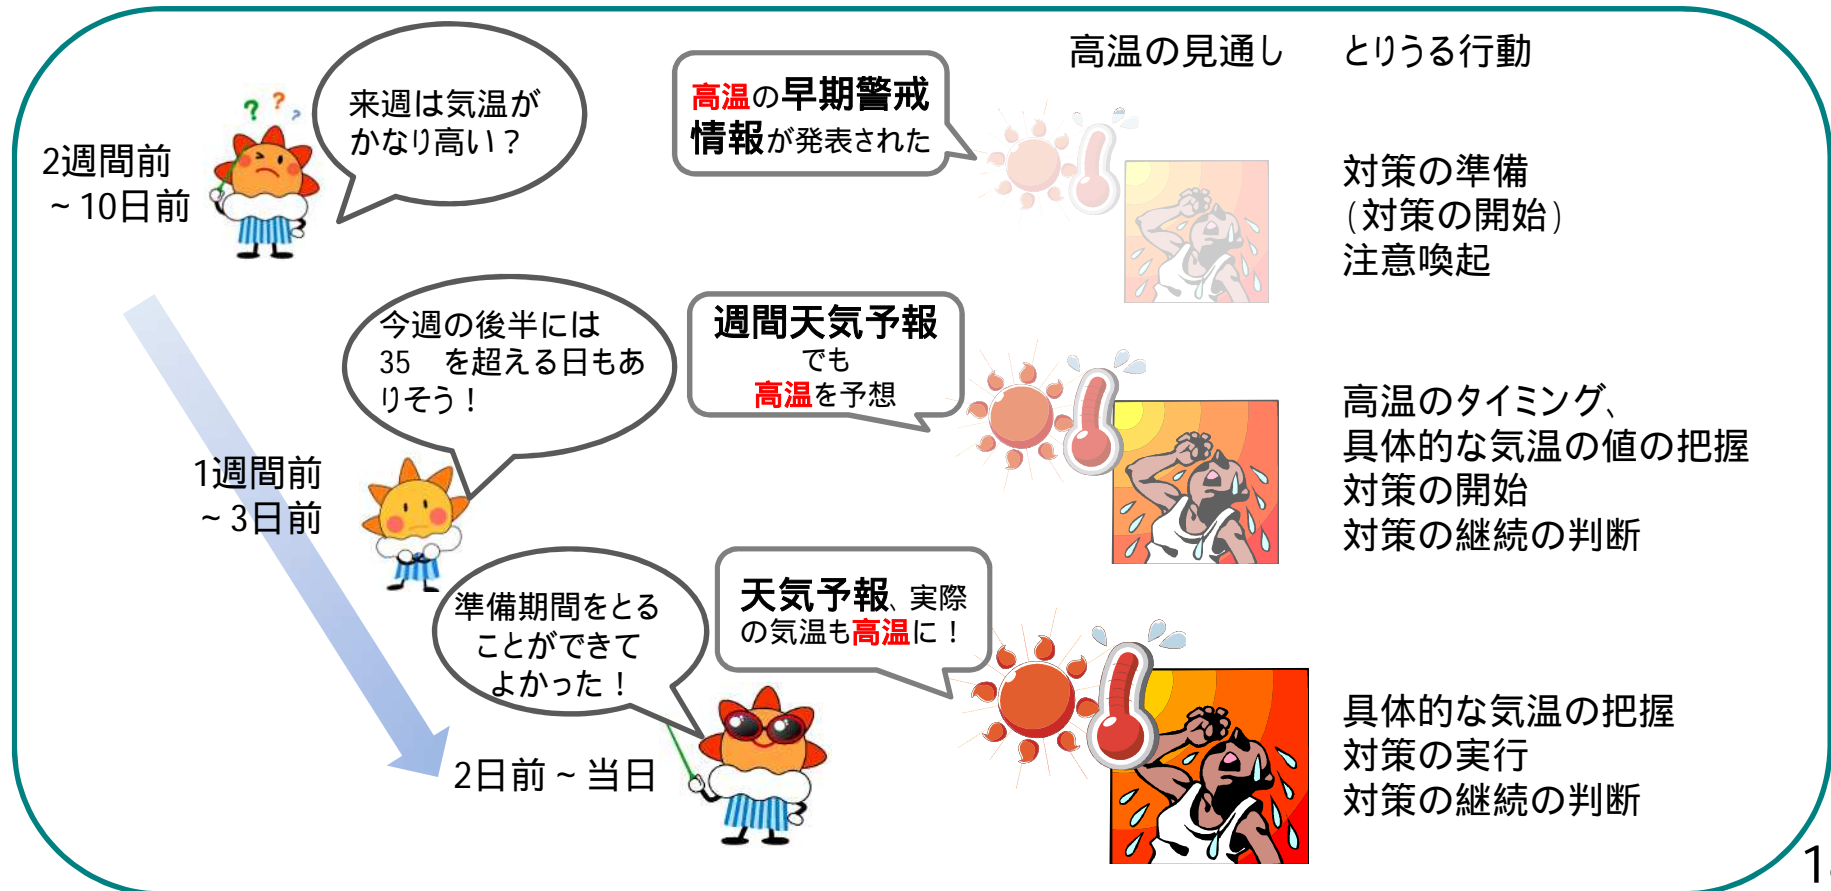 高温の見通し
とりうる行動
2週間前
~10日前
? ? ?
来週は気温が
かなり高い?
高温の早期警戒
情報が発表された
対策の準備
(対策の開始)
注意喚起
1週間前
~3日前
今週の後半には
35 を超える日もあ
りそう!
週間天気予報
でも
高温を予想
高温のタイミング、
具体的な気温の値の把握
対策の開始
対策の継続の判断
2日前~当日
準備期間をとる
ことができて
よかった!
天気予報、実際
の気温も高温に!
具体的な気温の把握
対策の実行
対策の継続の判断